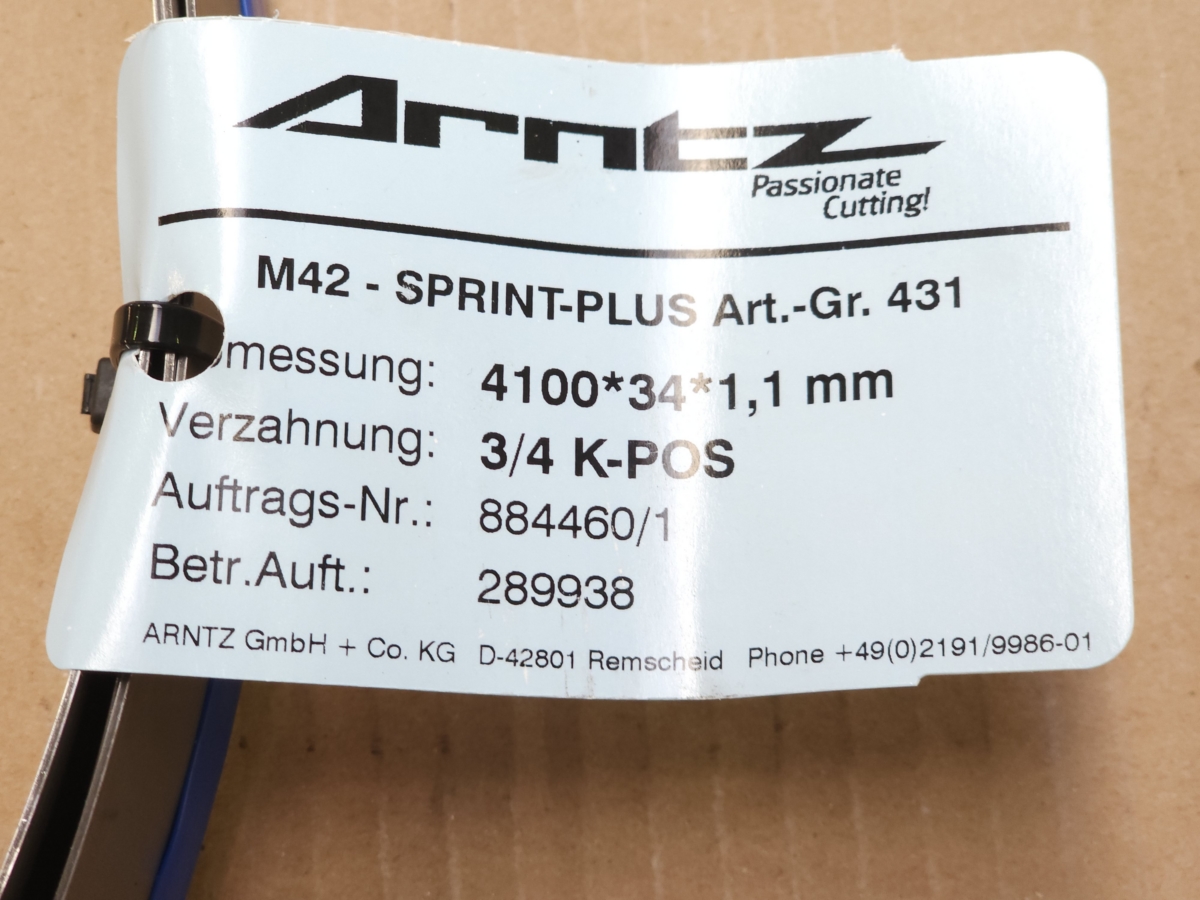 Arntz
Passionate
Cutting!
M42 - SPRINT-PLUS Art.-Gr. 431
messung: 4100*34*1,1 mm
Verzahnung: 3/4 K-POS
Auftrags-Nr.: 884460/1
Betr.Auft.: 289938
ARNTZ GmbH + Co. KG D-42801 Remscheid Phone +49(0)2191/9986-01